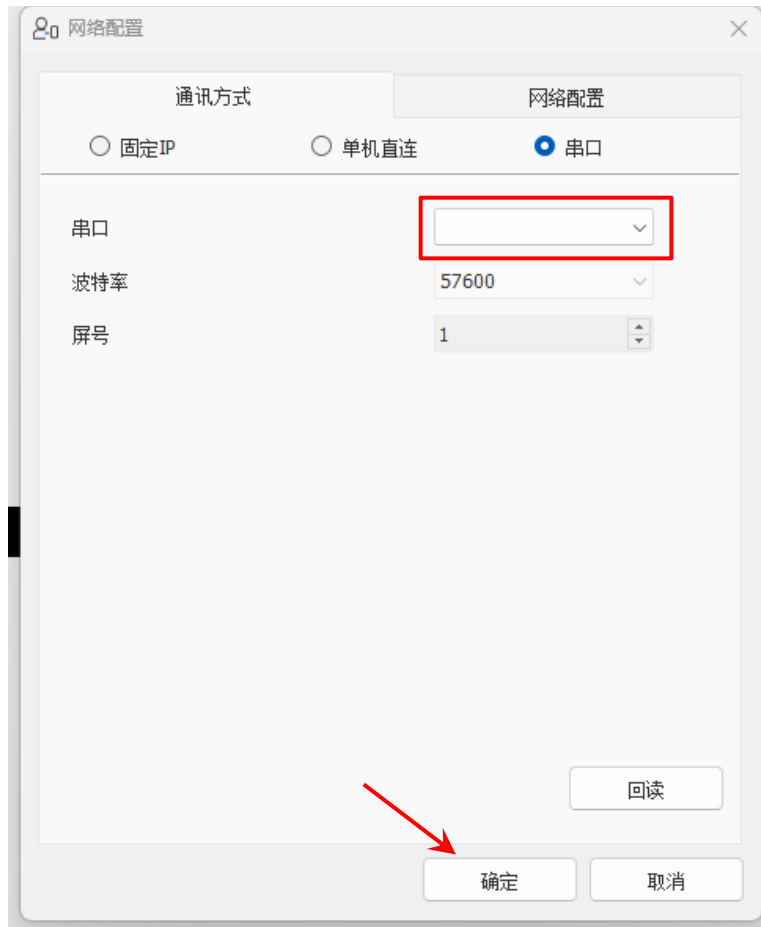 网络配置
通讯方式
网络配置
固定IP
单机直连
串口
串口
波特率
57600
屏号
1
回读
确定
取消